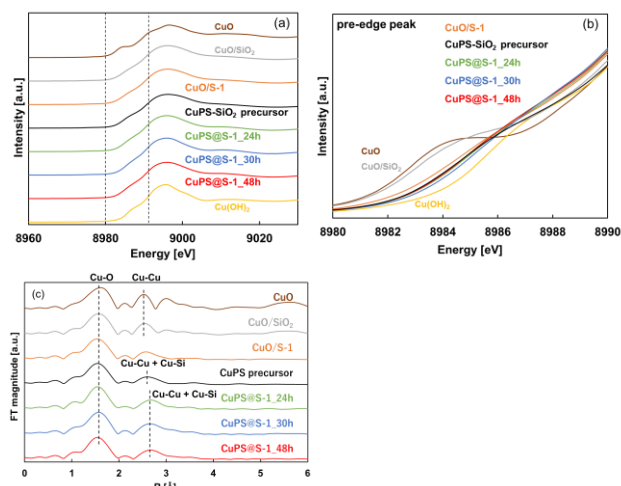 (a)
CuO
CuO/SiO₂
CuO/S-1
CuPS-SiO₂ precursor
CuPS@S-1_24h
CuPS@S-1_30h
CuPS@S-1_48h
Cu(OH)₂
Intensity [a.u.]
8960 8980 9000 9020
Energy [eV]
pre-edge peak (b)
CuO/S-1
CuPS-SiO₂ precursor
CuPS@S-1_24h
CuPS@S-1_30h
CuPS@S-1_48h
CuO
CuO/SiO₂
Cu(OH)₂
Intensity [a.u.]
8980 8982 8984 8986 8988 8990
Energy [eV]
Cu-O Cu-Cu
(c)
CuO
CuO/SiO₂
CuO/S-1
Cu-Cu + Cu-Si
CuPS precursor
Cu-Cu + Cu-Si
CuPS@S-1_24h
CuPS@S-1_30h
CuPS@S-1_48h
FT magnitude [a.u.]
0 1 2 3 4 5 6